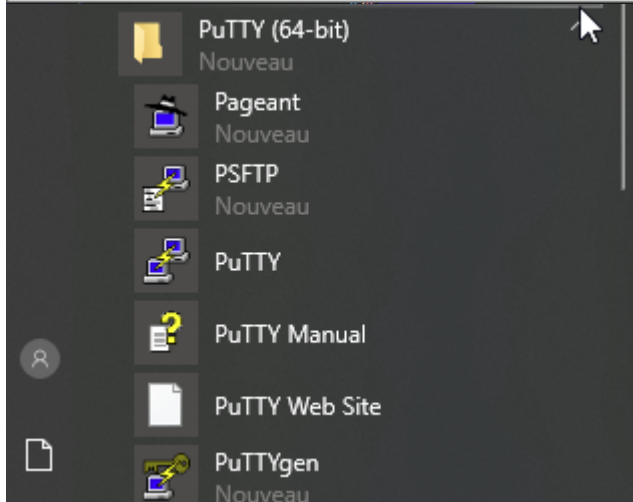 PuTTY (64-bit)
Nouveau
Pageant
Nouveau
PSFTP
Nouveau
PuTTY
PuTTY Manual
PuTTY Web Site
PuTTYgen
Nouveau